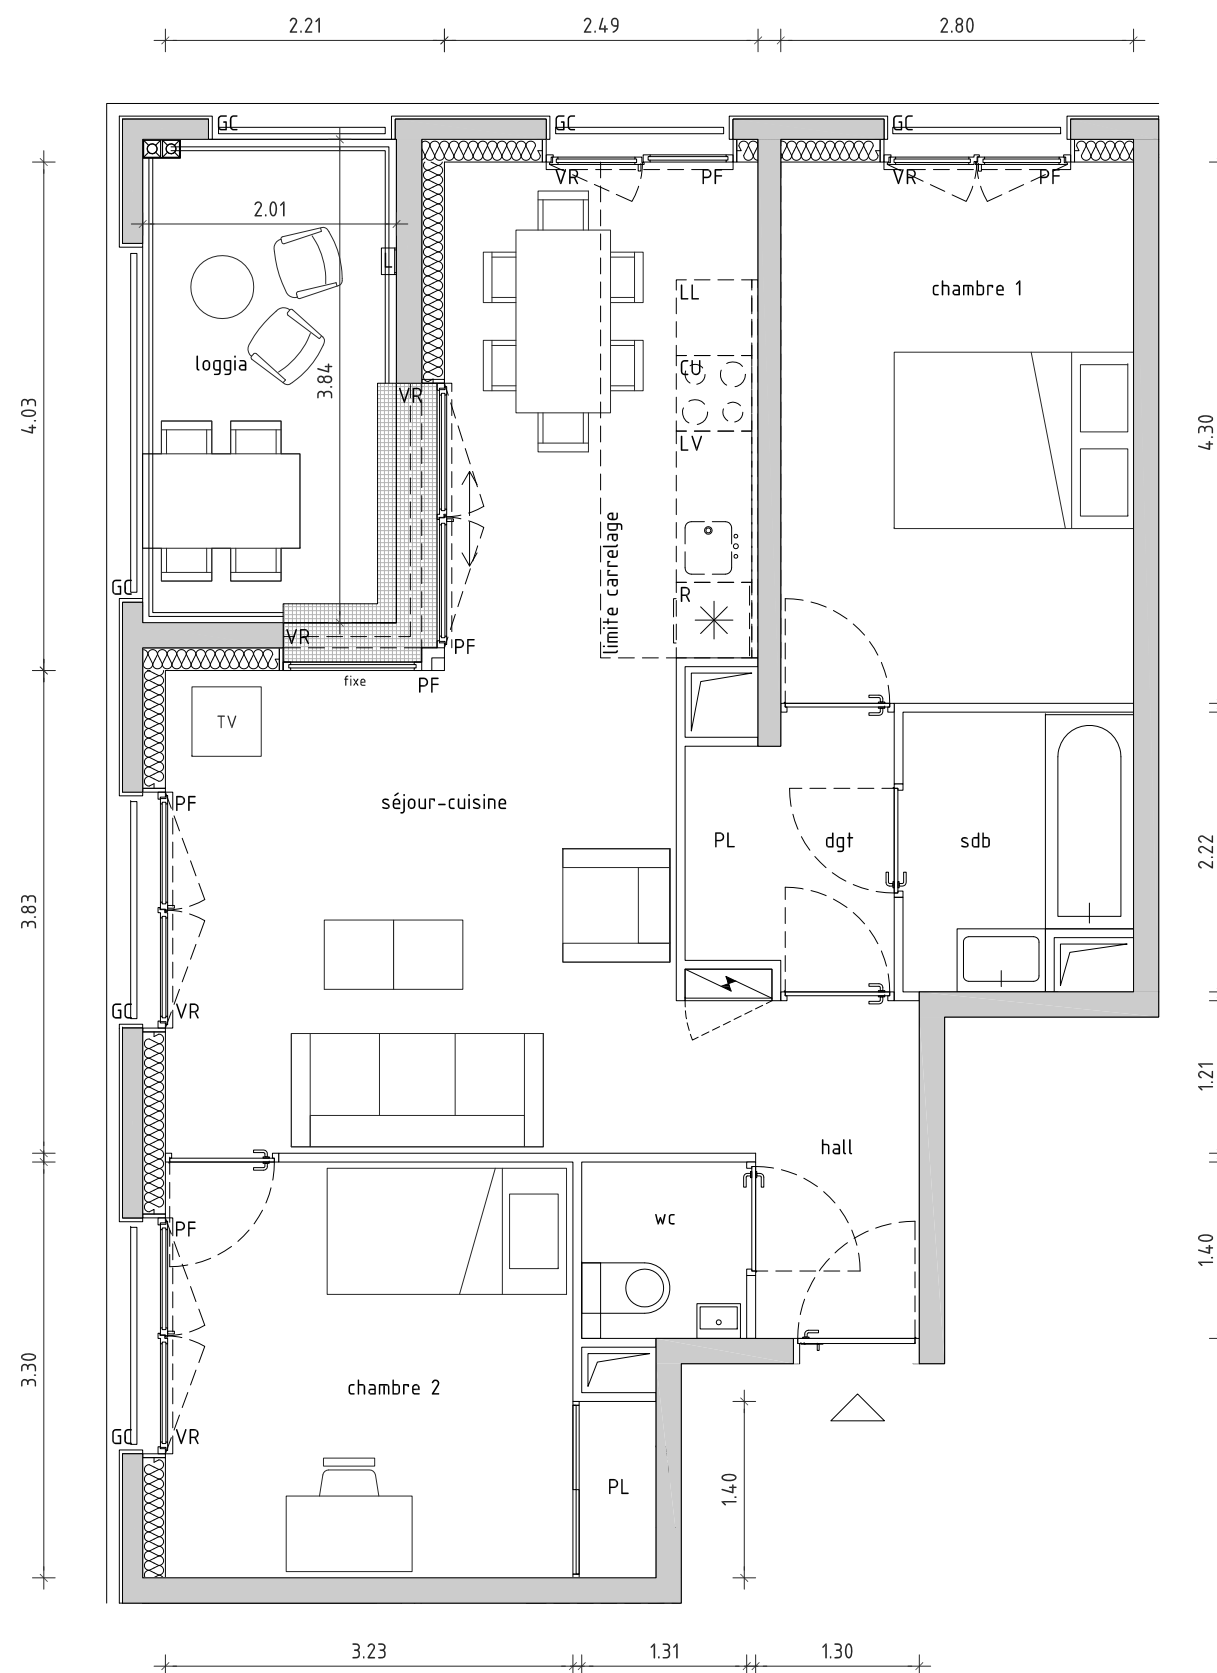 2.21 2.49 2.80
GC GC GC
VR PF VR PF
2.01
L
LL chambre 1
loggia 3.84 CU
VR
4.03 4.30
LV
limite carrelage
GC R
VR PF
fixe PF
TV
PF séjour-cuisine
PL dgt sdb
2.22
3.83
GC VR
1.21
hall
PF wc
1.40
3.30 chambre 2
GC VR
PL 1.40
3.23 1.31 1.30